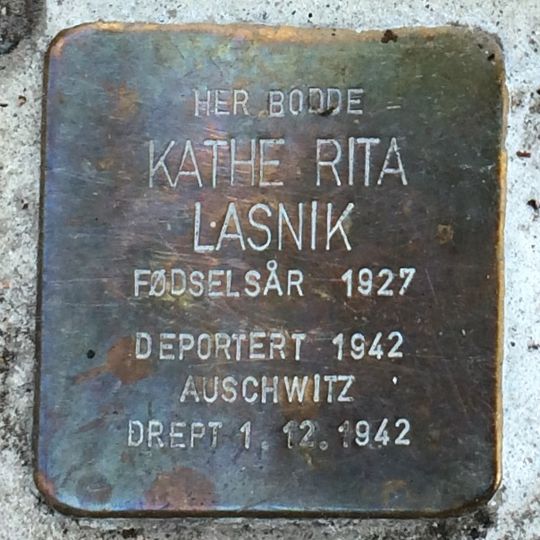 HER BODDE
KATHE RITA
LASNIK
FØDSELSÅR 1927
DEPORTERT 1942
AUSCHWITZ
DREPT 1.12.1942